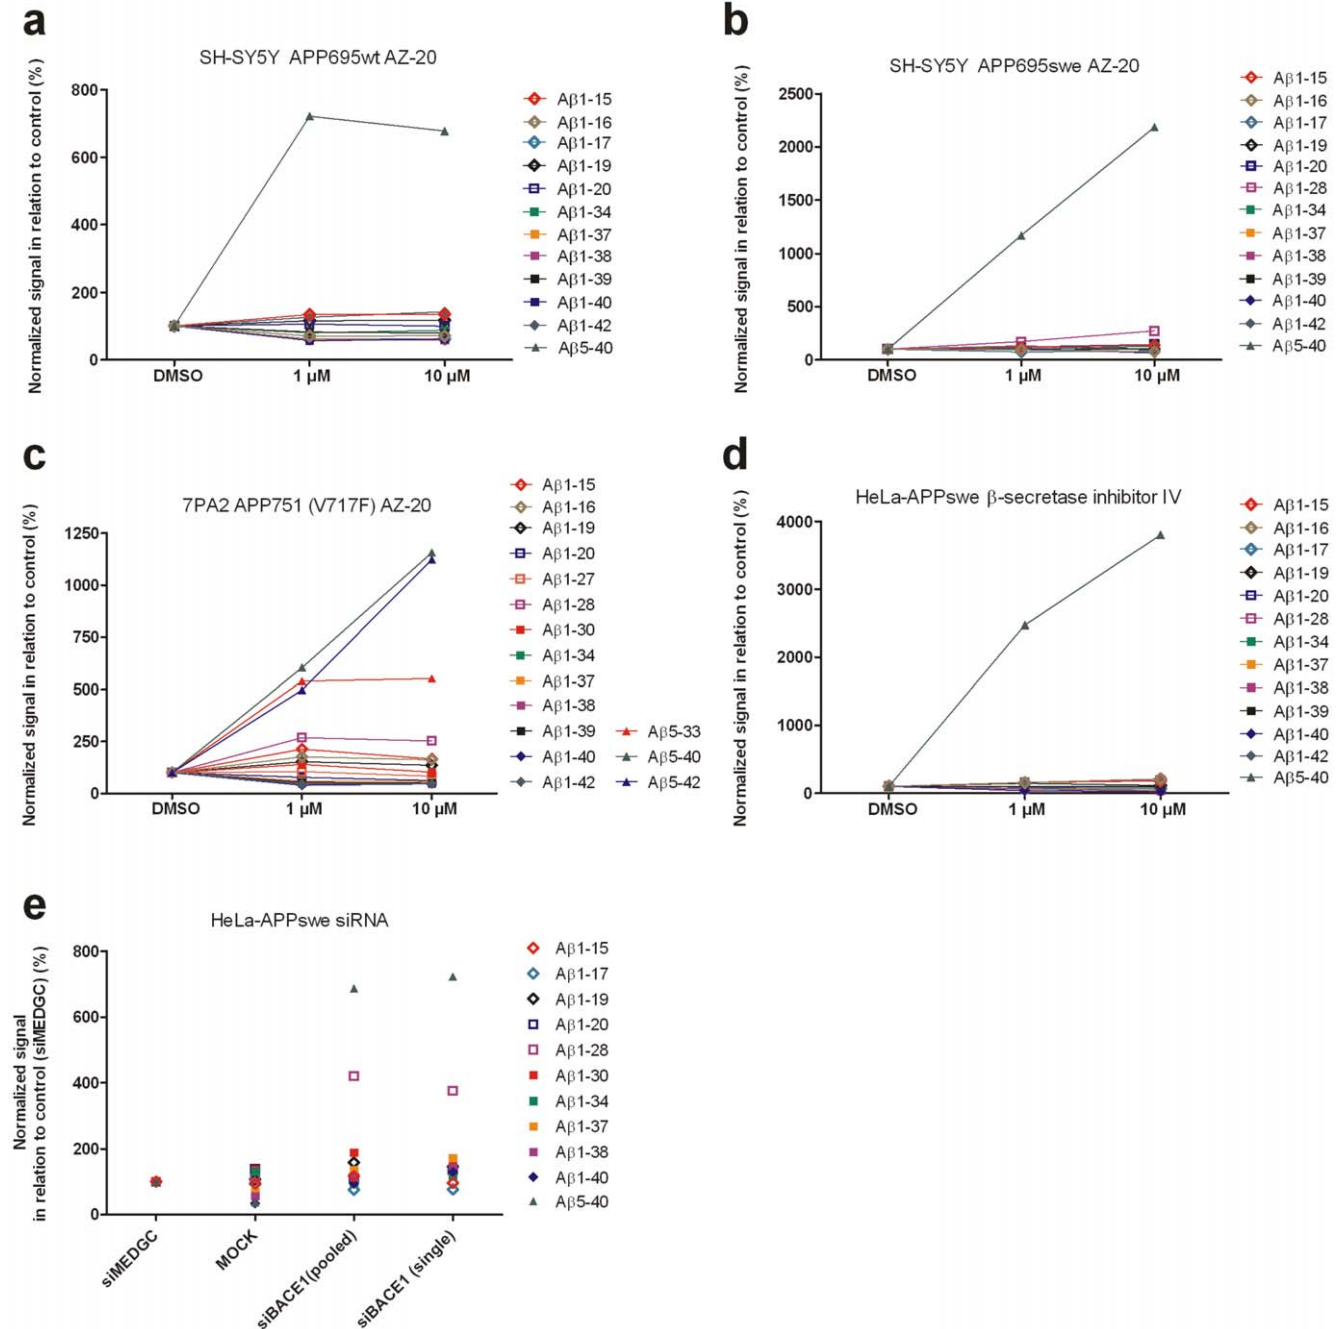 a
SH-SY5Y APP695wt AZ-20
Normalized signal in relation to control (%)
800
600
400
200
0
DMSO
1 µM
10 µM
Aβ1-15
Aβ1-16
Aβ1-17
Aβ1-19
Aβ1-20
Aβ1-34
Aβ1-37
Aβ1-38
Aβ1-39
Aβ1-40
Aβ1-42
Aβ5-40
b
SH-SY5Y APP695swe AZ-20
Normalized signal in relation to control (%)
2500
2000
1500
1000
500
0
DMSO
1 µM
10 µM
Aβ1-15
Aβ1-16
Aβ1-17
Aβ1-19
Aβ1-20
Aβ1-28
Aβ1-34
Aβ1-37
Aβ1-38
Aβ1-39
Aβ1-40
Aβ1-42
Aβ5-40
c
7PA2 APP751 (V717F) AZ-20
Normalized signal in relation to control (%)
1250
1000
750
500
250
0
DMSO
1 µM
10 µM
Aβ1-15
Aβ1-16
Aβ1-19
Aβ1-20
Aβ1-27
Aβ1-28
Aβ1-30
Aβ1-34
Aβ1-37
Aβ1-38
Aβ1-39 Aβ5-33
Aβ1-40 Aβ5-40
Aβ1-42 Aβ5-42
d
HeLa-APPswe β-secretase inhibitor IV
Normalized signal in relation to control (%)
4000
3000
2000
1000
0
DMSO
1 µM
10 µM
Aβ1-15
Aβ1-16
Aβ1-17
Aβ1-19
Aβ1-20
Aβ1-28
Aβ1-34
Aβ1-37
Aβ1-38
Aβ1-39
Aβ1-40
Aβ1-42
Aβ5-40
e
HeLa-APPswe siRNA
Normalized signal
in relation to control (siMEDGC) (%)
800
600
400
200
0
siMEDGC
MOCK
siBACE1(pooled)
siBACE1 (single)
Aβ1-15
Aβ1-17
Aβ1-19
Aβ1-20
Aβ1-28
Aβ1-30
Aβ1-34
Aβ1-37
Aβ1-38
Aβ1-40
Aβ5-40